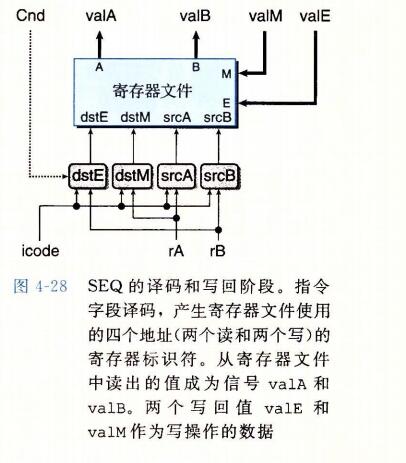 Cnd valA valB valM valE
A B M
寄存器文件
E
dstE dstM srcA srcB
dstE dstM srcA srcB
icode rA rB
图 4-28 SEQ 的译码和写回阶段。指令
字段译码，产生寄存器文件使用
的四个地址(两个读和两个写)的
寄存器标识符。从寄存器文件
中读出的值成为信号 valA 和
valB。两个写回值 valE 和
valM 作为写操作的数据